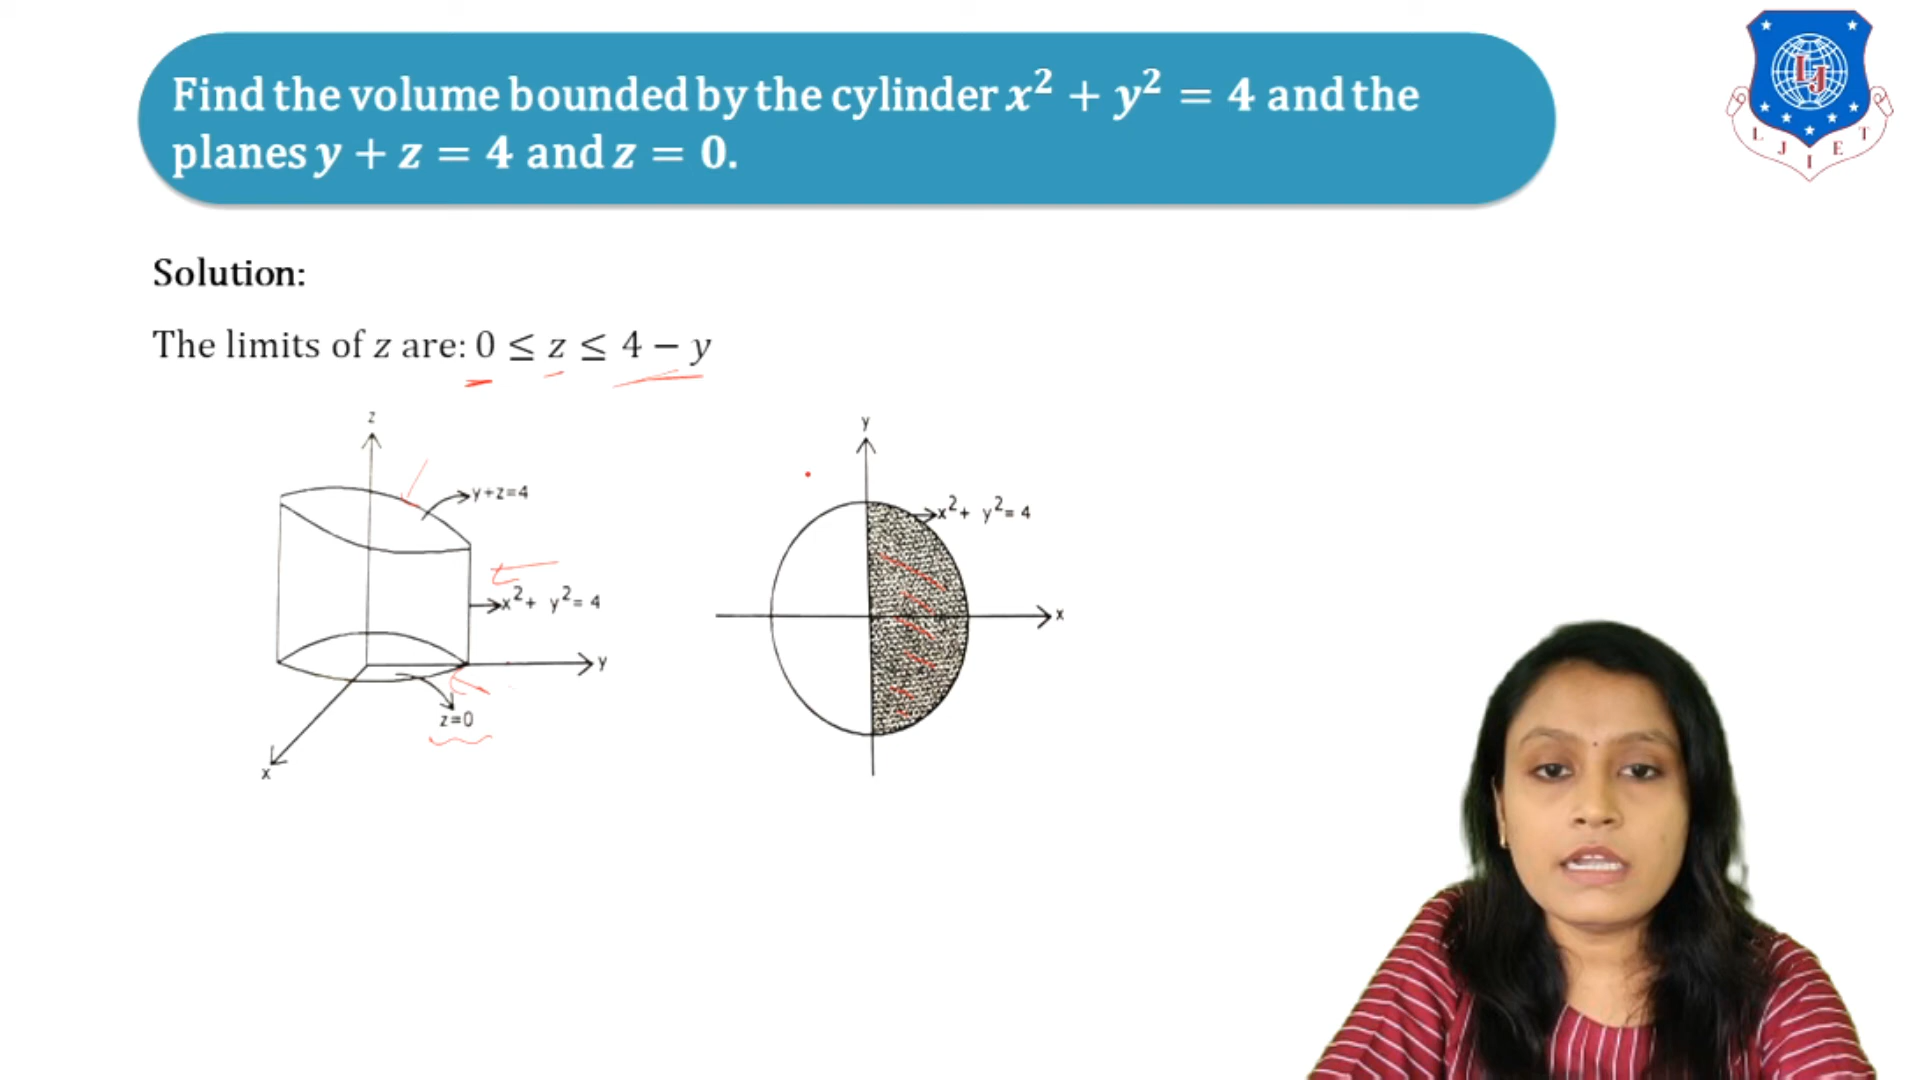 Find the volume bounded by the cylinder x² + y² = 4 and the
planes y + z = 4 and z = 0.
L J I E T
LJ
Solution:
The limits of z are: 0 ≤ z ≤ 4 − y
z
y+z=4
x²+ y²= 4
y
z=0
x
y
x²+ y²= 4
x